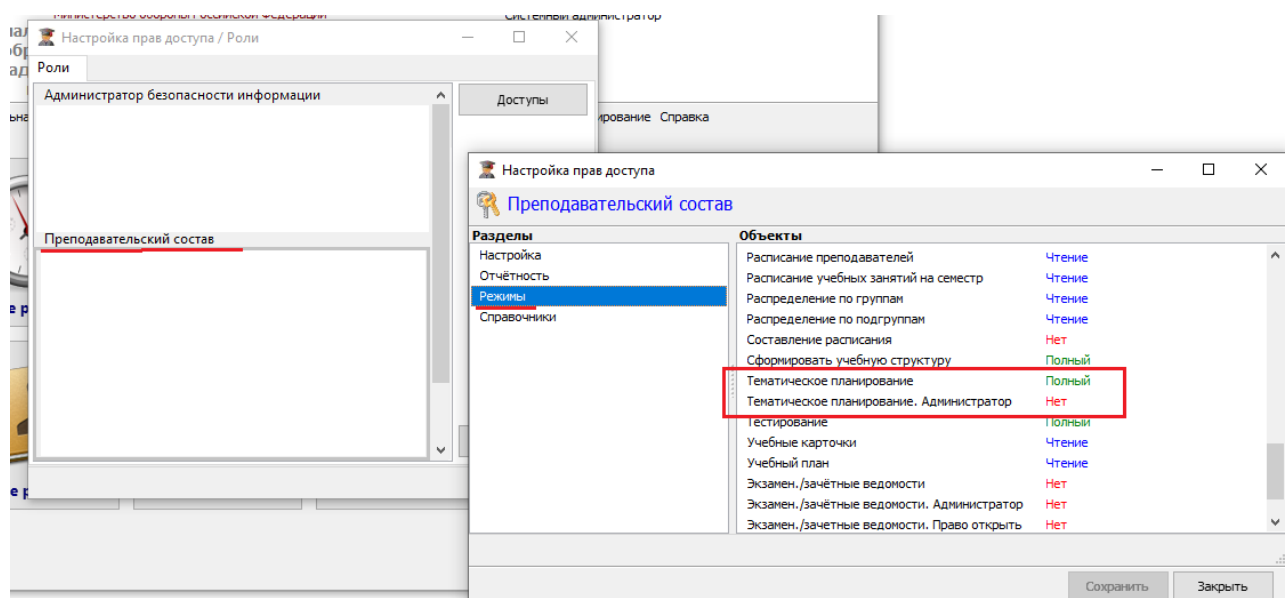 Министерство обороны Российской Федерации
Системный администратор
Настройка прав доступа / Роли
Роли
Администратор безопасности информации
Доступы
Справка
Настройка прав доступа
Преподавательский состав
Преподавательский состав
Разделы
Объекты
Настройка
Отчётность
Режимы
Справочники
Расписание преподавателей Чтение
Расписание учебных занятий на семестр Чтение
Распределение по группам Чтение
Распределение по подгруппам Чтение
Составление расписания Нет
Сформировать учебную структуру Полный
Тематическое планирование Полный
Тематическое планирование. Администратор Нет
Тестирование Полный
Учебные карточки Чтение
Учебный план Чтение
Экзамен./зачётные ведомости Нет
Экзамен./зачётные ведомости. Администратор Нет
Экзамен./зачетные ведомости. Право открыть Нет
Сохранить
Закрыть